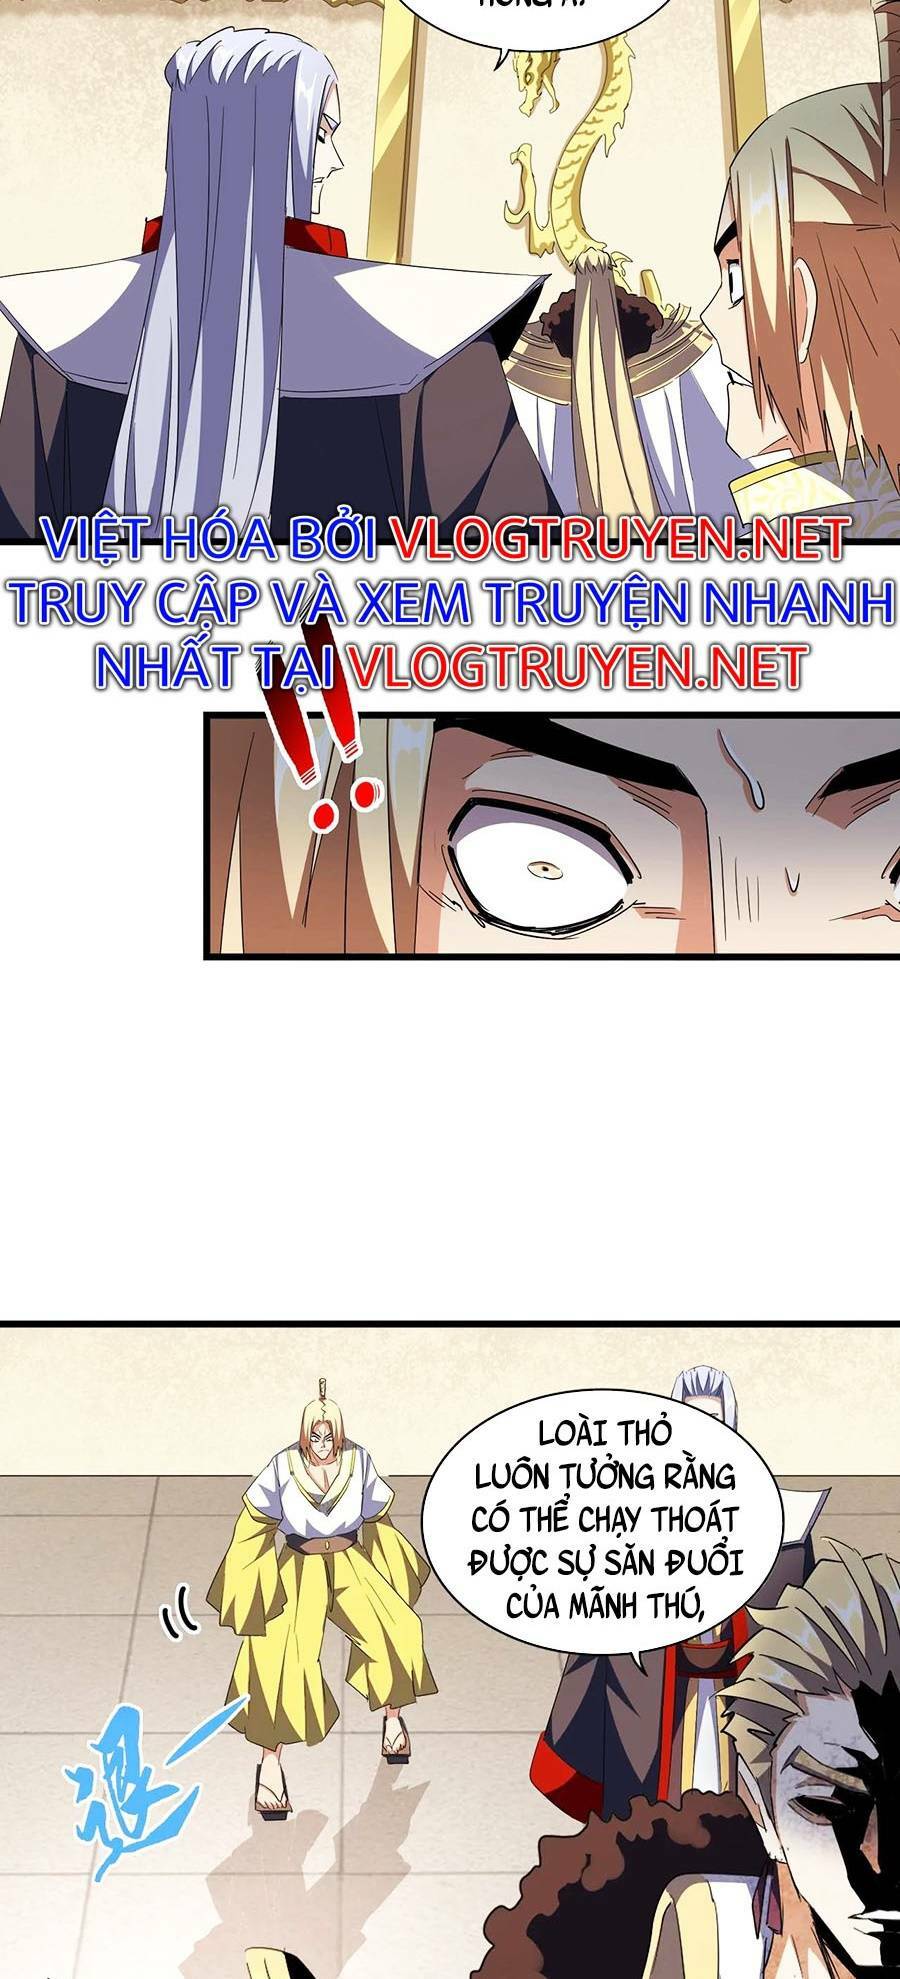 VIỆT HÓA BỞI VLOGTRUYEN.NET
TRUY CẬP VÀ XEM TRUYỆN NHANH
NHẤT TẠI VLOGTRUYEN.NET
!!
LOÀI THỎ
LUÔN TƯỞNG RẰNG
CÓ THỂ CHẠY THOÁT
ĐƯỢC SỰ SĂN ĐUỔI
CỦA MÃNH THÚ,
退